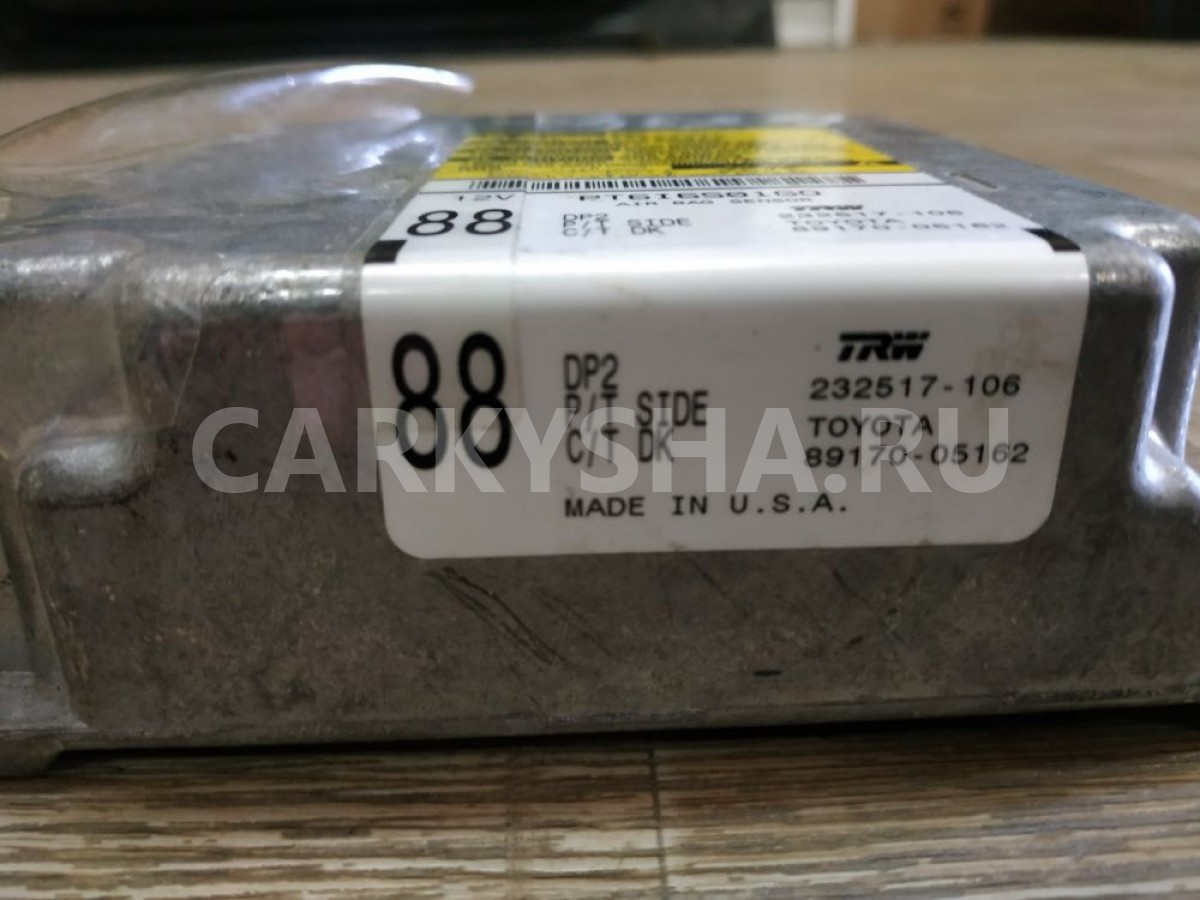 12V
AIR BAG SENSOR
88
DP2
P/T SIDE
C/T DK
TRW
232517-106
TOYOTA
89170-05162
88
DP2
P/T SIDE
C/T DK
TRW
232517-106
TOYOTA
89170-05162
MADE IN U.S.A.
CARKYSHA.RU